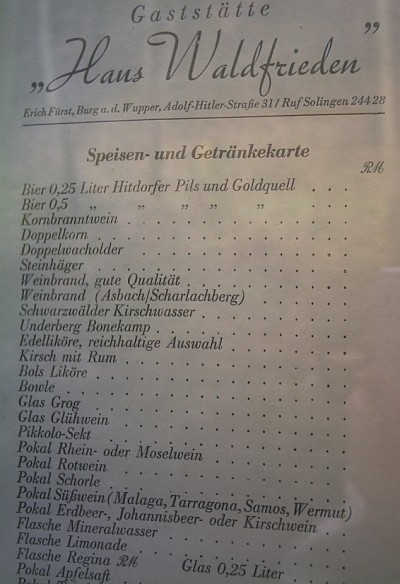 Gaststätte
„Haus Waldfrieden”
Erich Fürst, Burg a. d. Wupper, Adolf-Hitler-Straße 31 / Ruf Solingen 244 28
Speisen- und Getränkekarte
RM
Bier 0,25 Liter Hitdorfer Pils und Goldquell . . .
Bier 0,5 „ „ „ „ „ . . .
Kornbranntwein
Doppelkorn
Doppelwacholder
Steinhäger
Weinbrand, gute Qualität
Weinbrand (Asbach/Scharlachberg)
Schwarzwälder Kirschwasser
Underberg Bonekamp
Edelliköre, reichhaltige Auswahl
Kirsch mit Rum
Bols Liköre
Bowle
Glas Grog
Glas Glühwein
Pikkolo-Sekt
Pokal Rhein- oder Moselwein
Pokal Rotwein
Pokal Schorle
Pokal Süßwein (Malaga, Tarragona, Samos, Wermut)
Pokal Erdbeer-, Johannisbeer- oder Kirschwein
Flasche Mineralwasser
Flasche Limonade
Flasche Regina RM Glas 0,25 Liter
Pokal Apfelsaft